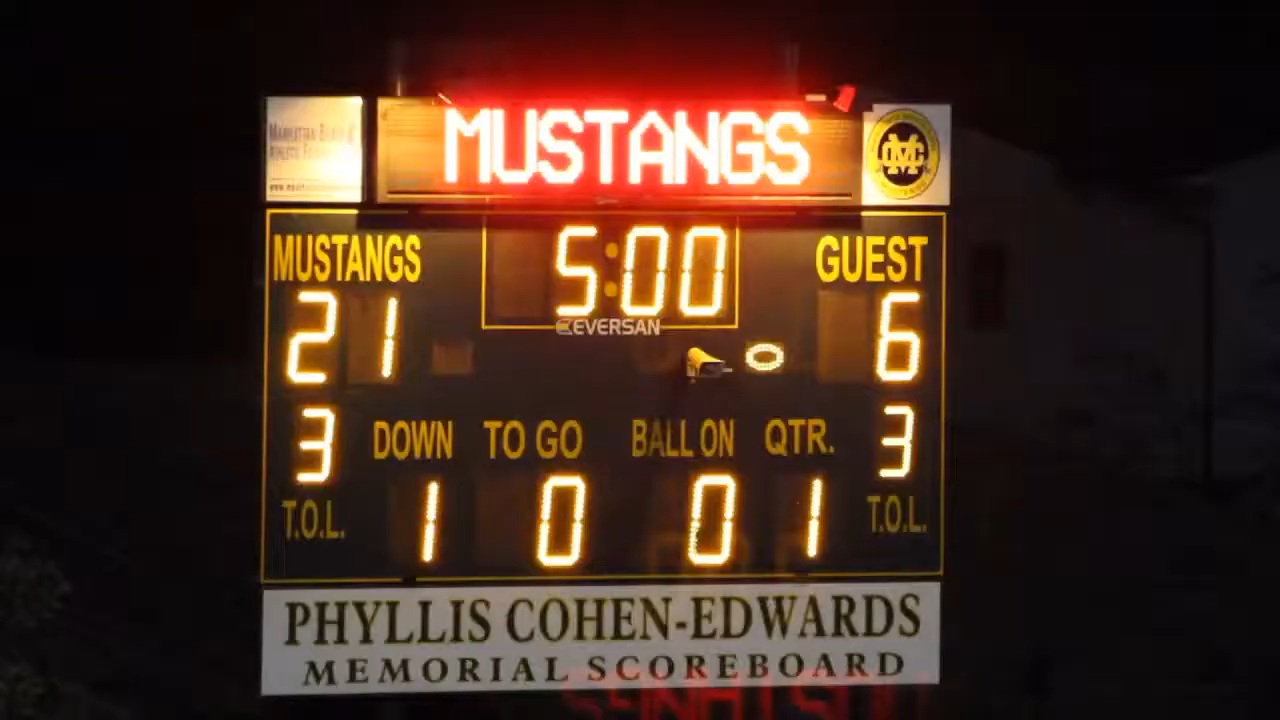 MUSTANGS
MC
MUSTANGS 5:00 GUEST
EVERSAN
21 6
3 DOWN TO GO BALL ON QTR. 3
T.O.L. 1 0 0 1 T.O.L.
PHYLLIS COHEN-EDWARDS
MEMORIAL SCOREBOARD